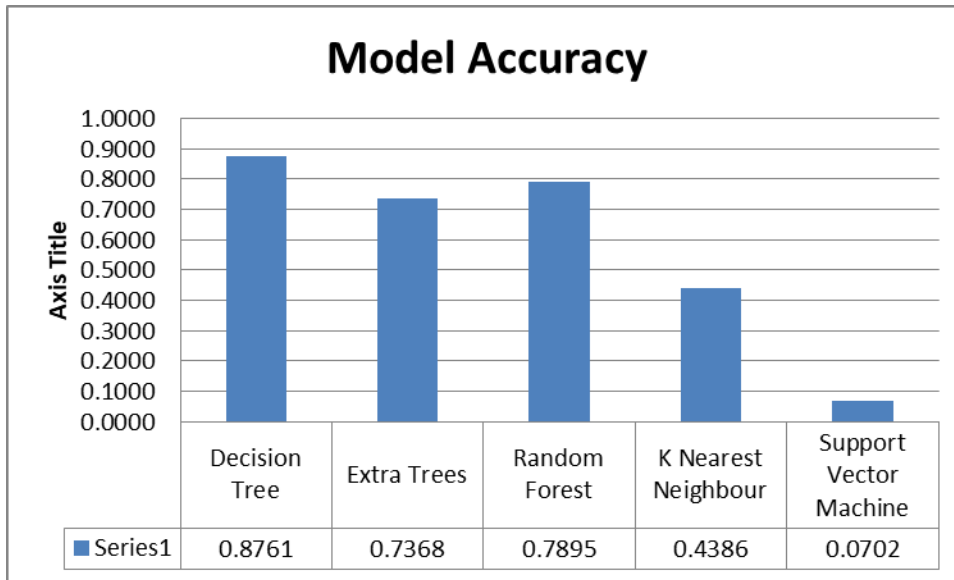 Model Accuracy
Axis Title
1.0000
0.9000
0.8000
0.7000
0.6000
0.5000
0.4000
0.3000
0.2000
0.1000
0.0000
Decision
Tree
Extra Trees
Random
Forest
K Nearest
Neighbour
Support
Vector
Machine
Series1 0.8761 0.7368 0.7895 0.4386 0.0702